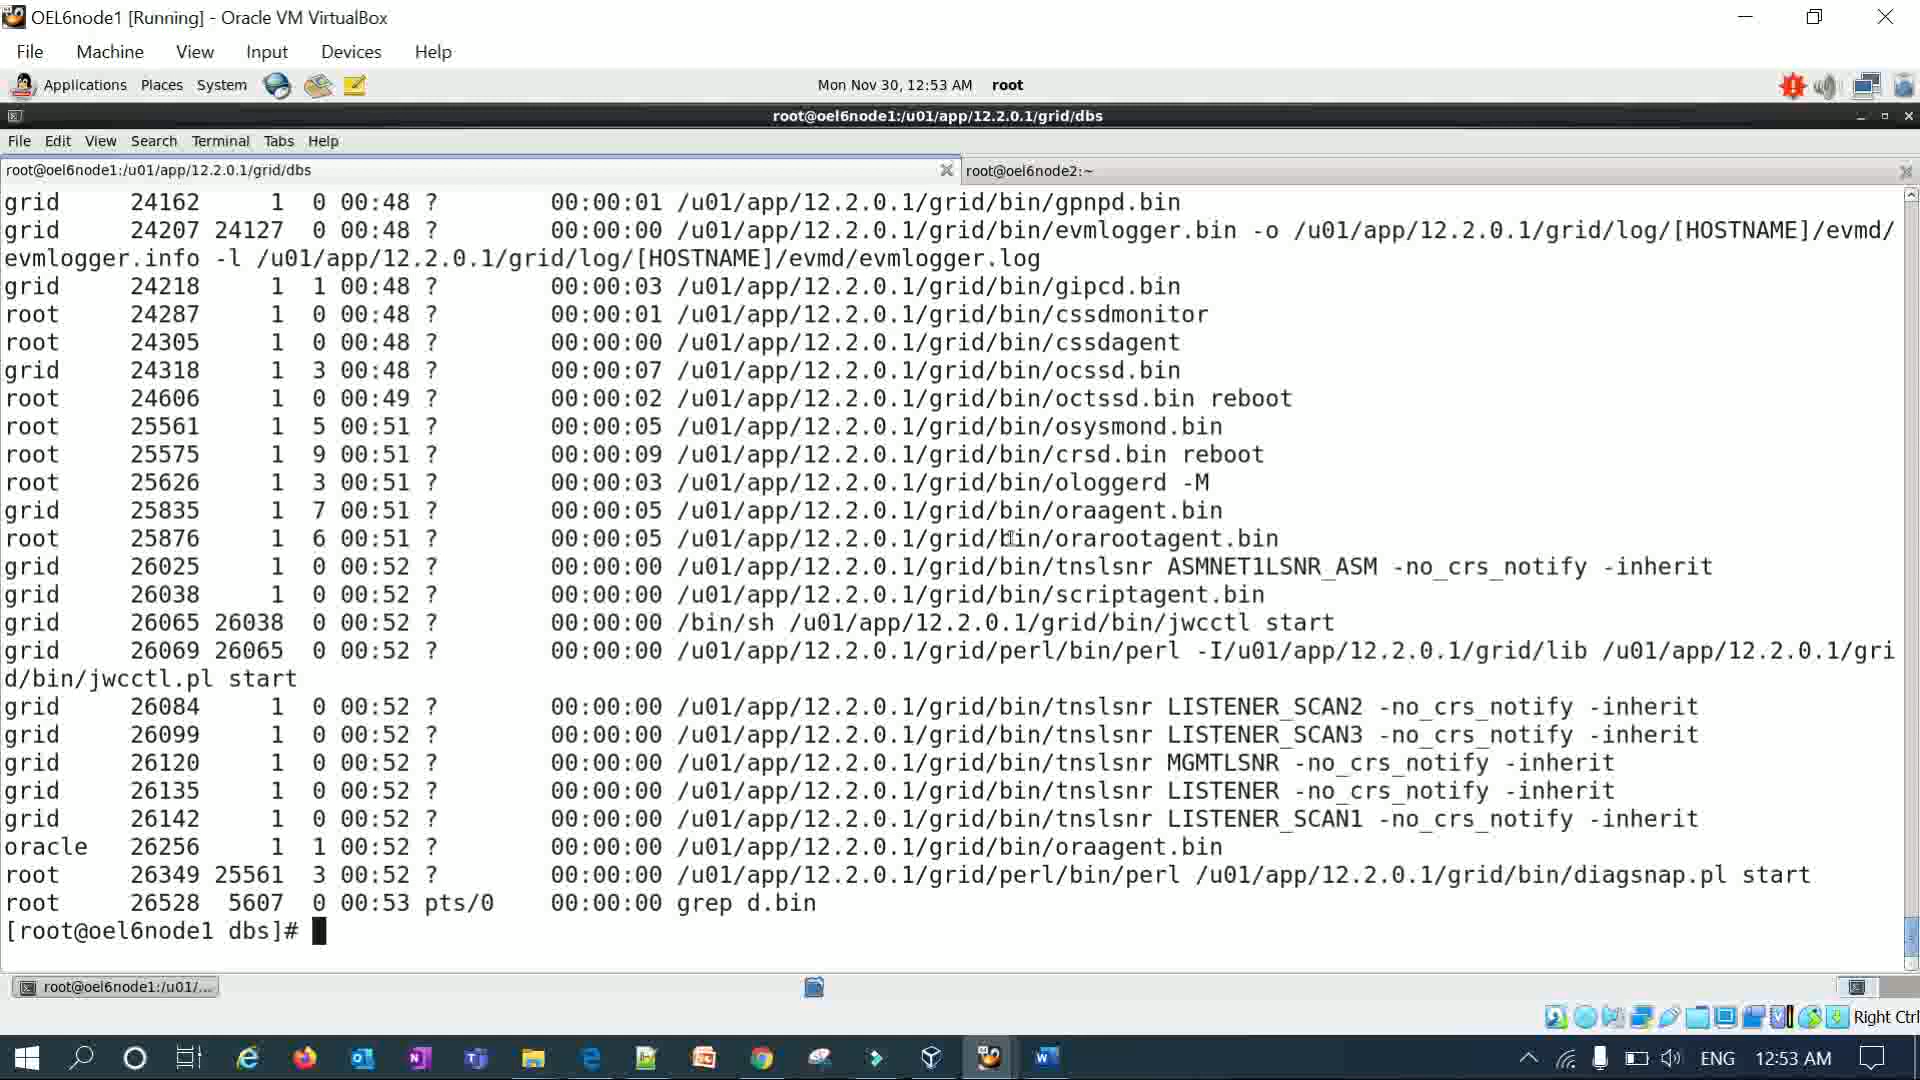 OEL6node1 [Running] - Oracle VM VirtualBox
File Machine View Input Devices Help
Applications Places System Mon Nov 30, 12:53 AM root
root@oel6node1:/u01/app/12.2.0.1/grid/dbs
File Edit View Search Terminal Tabs Help
root@oel6node1:/u01/app/12.2.0.1/grid/dbs root@oel6node2:~
grid 24162 1 0 00:48 ? 00:00:01 /u01/app/12.2.0.1/grid/bin/gpnpd.bin
grid 24207 24127 0 00:48 ? 00:00:00 /u01/app/12.2.0.1/grid/bin/evmlogger.bin -o /u01/app/12.2.0.1/grid/log/[HOSTNAME]/evmd/
evmlogger.info -l /u01/app/12.2.0.1/grid/log/[HOSTNAME]/evmd/evmlogger.log
grid 24218 1 1 00:48 ? 00:00:03 /u01/app/12.2.0.1/grid/bin/gipcd.bin
root 24287 1 0 00:48 ? 00:00:01 /u01/app/12.2.0.1/grid/bin/cssdmonitor
root 24305 1 0 00:48 ? 00:00:00 /u01/app/12.2.0.1/grid/bin/cssdagent
grid 24318 1 3 00:48 ? 00:00:07 /u01/app/12.2.0.1/grid/bin/ocssd.bin
root 24606 1 0 00:49 ? 00:00:02 /u01/app/12.2.0.1/grid/bin/octssd.bin reboot
root 25561 1 5 00:51 ? 00:00:05 /u01/app/12.2.0.1/grid/bin/osysmond.bin
root 25575 1 9 00:51 ? 00:00:09 /u01/app/12.2.0.1/grid/bin/crsd.bin reboot
root 25626 1 3 00:51 ? 00:00:03 /u01/app/12.2.0.1/grid/bin/ologgerd -M
grid 25835 1 7 00:51 ? 00:00:05 /u01/app/12.2.0.1/grid/bin/oraagent.bin
root 25876 1 6 00:51 ? 00:00:05 /u01/app/12.2.0.1/grid/bin/orarootagent.bin
grid 26025 1 0 00:52 ? 00:00:00 /u01/app/12.2.0.1/grid/bin/tnslsnr ASMNET1LSNR_ASM -no_crs_notify -inherit
grid 26038 1 0 00:52 ? 00:00:00 /u01/app/12.2.0.1/grid/bin/scriptagent.bin
grid 26065 26038 0 00:52 ? 00:00:00 /bin/sh /u01/app/12.2.0.1/grid/bin/jwcctl start
grid 26069 26065 0 00:52 ? 00:00:00 /u01/app/12.2.0.1/grid/perl/bin/perl -I/u01/app/12.2.0.1/grid/lib /u01/app/12.2.0.1/gri
d/bin/jwcctl.pl start
grid 26084 1 0 00:52 ? 00:00:00 /u01/app/12.2.0.1/grid/bin/tnslsnr LISTENER_SCAN2 -no_crs_notify -inherit
grid 26099 1 0 00:52 ? 00:00:00 /u01/app/12.2.0.1/grid/bin/tnslsnr LISTENER_SCAN3 -no_crs_notify -inherit
grid 26120 1 0 00:52 ? 00:00:00 /u01/app/12.2.0.1/grid/bin/tnslsnr MGMTLSNR -no_crs_notify -inherit
grid 26135 1 0 00:52 ? 00:00:00 /u01/app/12.2.0.1/grid/bin/tnslsnr LISTENER -no_crs_notify -inherit
grid 26142 1 0 00:52 ? 00:00:00 /u01/app/12.2.0.1/grid/bin/tnslsnr LISTENER_SCAN1 -no_crs_notify -inherit
oracle 26256 1 1 00:52 ? 00:00:00 /u01/app/12.2.0.1/grid/bin/oraagent.bin
root 26349 25561 3 00:52 ? 00:00:00 /u01/app/12.2.0.1/grid/perl/bin/perl /u01/app/12.2.0.1/grid/bin/diagsnap.pl start
root 26528 5607 0 00:53 pts/0 00:00:00 grep d.bin
[root@oel6node1 dbs]#
root@oel6node1:/u01/...
Right Ctrl
ENG 12:53 AM